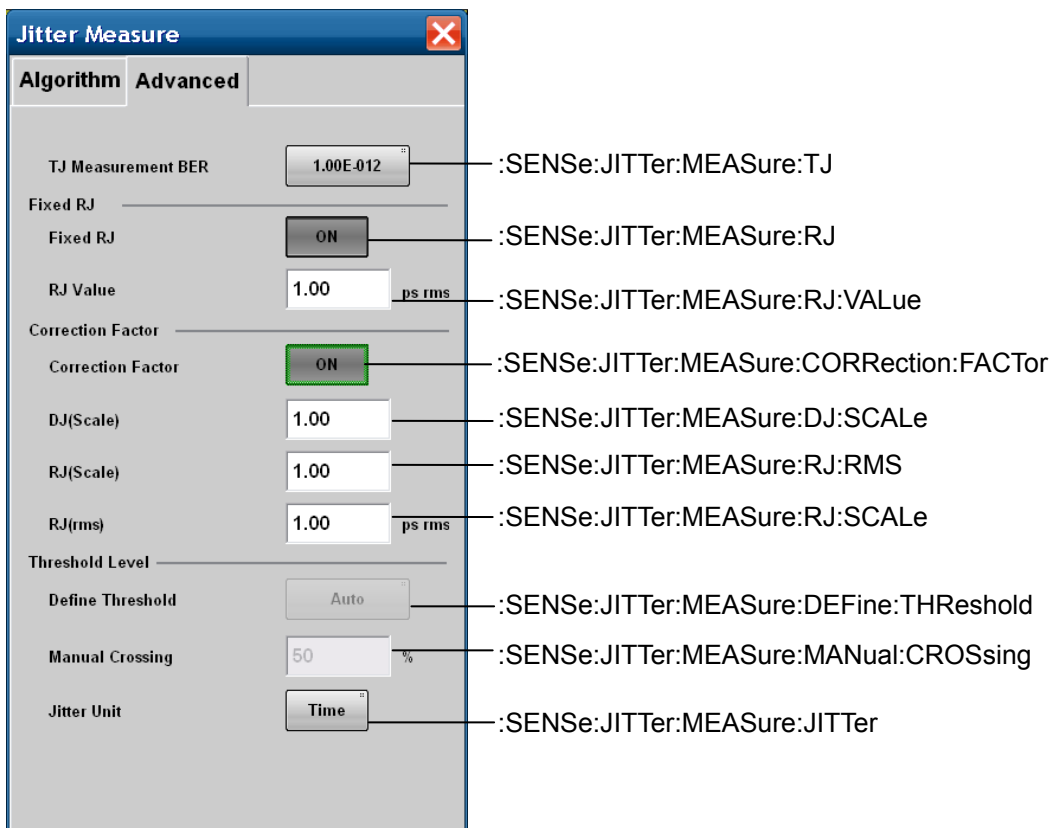 Jitter Measure
Algorithm Advanced
TJ Measurement BER 1.00E-012 :SENSe:JITTer:MEASure:TJ
Fixed RJ
Fixed RJ ON :SENSe:JITTer:MEASure:RJ
RJ Value 1.00 ps rms :SENSe:JITTer:MEASure:RJ:VALue
Correction Factor
Correction Factor ON :SENSe:JITTer:MEASure:CORRection:FACTor
DJ(Scale) 1.00 :SENSe:JITTer:MEASure:DJ:SCALe
RJ(Scale) 1.00 :SENSe:JITTer:MEASure:RJ:RMS
RJ(rms) 1.00 ps rms :SENSe:JITTer:MEASure:RJ:SCALe
Threshold Level
Define Threshold Auto :SENSe:JITTer:MEASure:DEFine:THReshold
Manual Crossing 50 % :SENSe:JITTer:MEASure:MANual:CROSsing
Jitter Unit Time :SENSe:JITTer:MEASure:JITTer